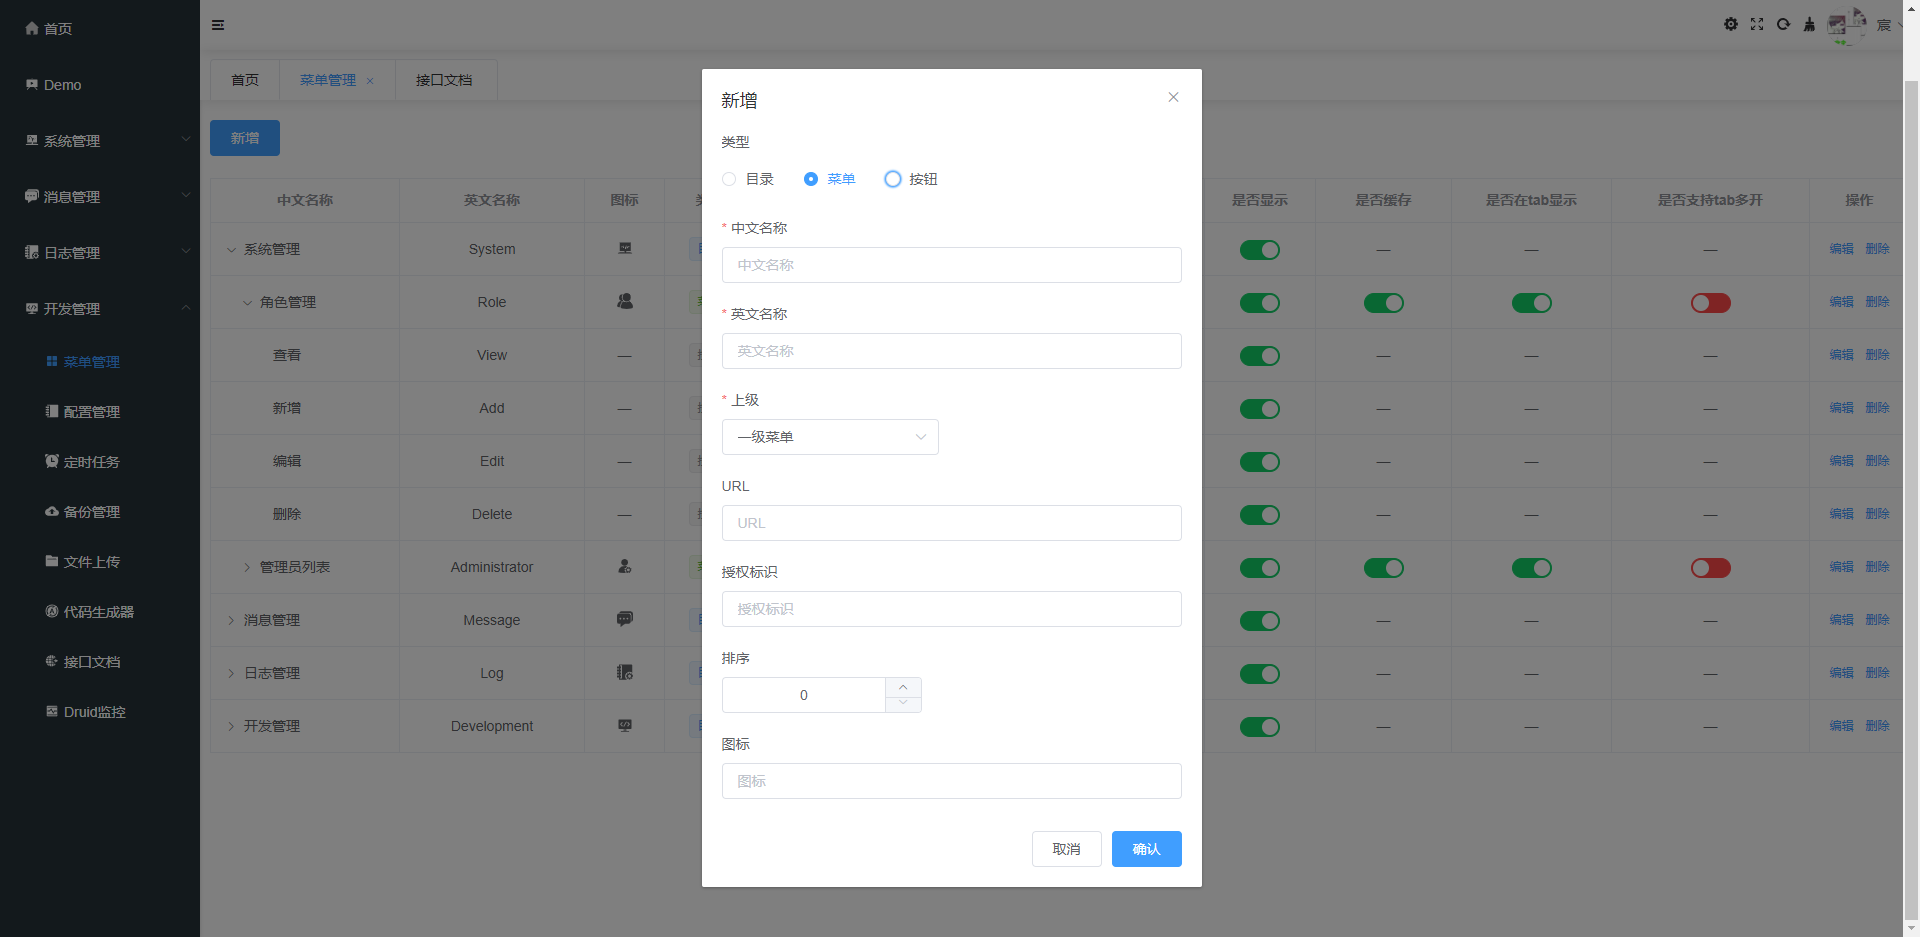 首页
Demo
系统管理
消息管理
日志管理
开发管理
菜单管理
配置管理
定时任务
备份管理
文件上传
代码生成器
接口文档
Druid监控
宸
首页 菜单管理 接口文档
新增
中文名称 英文名称 图标 是否显示 是否缓存 是否在tab显示 是否支持tab多开 操作
系统管理 System — — — 编辑 删除
角色管理 Role 编辑 删除
查看 View — — — — 编辑 删除
新增 Add — — — — 编辑 删除
编辑 Edit — — — — 编辑 删除
删除 Delete — — — — 编辑 删除
管理员列表 Administrator 编辑 删除
消息管理 Message — — — 编辑 删除
日志管理 Log — — — 编辑 删除
开发管理 Development — — — 编辑 删除
新增
类型
目录 菜单 按钮
* 中文名称
中文名称
* 英文名称
英文名称
* 上级
一级菜单
URL
URL
授权标识
授权标识
排序
0
图标
图标
取消 确认